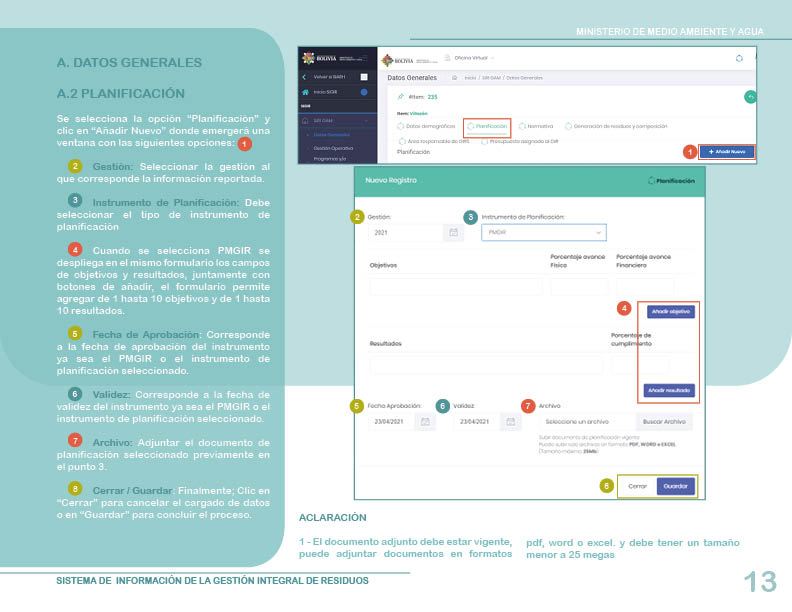 MINISTERIO DE MEDIO AMBIENTE Y AGUA
A. DATOS GENERALES
A.2 PLANIFICACIÓN
Se selecciona la opción "Planificación" y
clic en "Añadir Nuevo" donde emergerá una
ventana con las siguientes opciones: 1
2 Gestión: Seleccionar la gestión al
que corresponde la información reportada.
3 Instrumento de Planificación: Debe
seleccionar el tipo de instrumento de
planificación
4 Cuando se selecciona PMGIR se
despliega en el mismo formulario los campos
de objetivos y resultados, juntamente con
botones de añadir, el formulario permite
agregar de 1 hasta 10 objetivos y de 1 hasta
10 resultados.
5 Fecha de Aprobación: Corresponde
a la fecha de aprobación del instrumento
ya sea el PMGIR o el instrumento de
planificación seleccionado.
6 Validez: Corresponde a la fecha de
validez del instrumento ya sea el PMGIR o el
instrumento de planificación seleccionado.
7 Archivo: Adjuntar el documento de
planificación seleccionado previamente en
el punto 3.
8 Cerrar / Guardar: Finalmente; Clic en
"Cerrar" para cancelar el cargado de datos
o en "Guardar" para concluir el proceso.
BOLIVIA
Volver a SIARH
Inicio SIGIR
SIGIR
SIR GAM
Datos Generales
Gestión Operativa
Programas y/o
BOLIVIA
Oficina Virtual
Datos Generales Inicio / SIR GAM / Datos Generales
#Item: 235
Item: Villazón
Datos demográficos Planificación Normativa Generación de residuos y composición
Área responsable de GIRS Presupuesto asignado al GIR
Planificación
1 + Añadir Nuevo
Nuevo Registro Planificación
2 Gestión: 3 Instrumento de Planificación:
2021 PMGIR
Objetivos Porcentaje avance Físico Porcentaje avance Financiero
4 Añadir objetivo
Resultados Porcentaje de cumplimiento
Añadir resultado
5 Fecha Aprobación: 6 Validez 7 Archivo
23/04/2021 23/04/2021 Seleccione un archivo Buscar Archivo
Subir documento de planificación vigente
Puede subir solo archivos en formato PDF, WORD o EXCEL
(Tamaño máximo 25Mb)
8 Cerrar Guardar
ACLARACIÓN
1 - El documento adjunto debe estar vigente,
puede adjuntar documentos en formatos
pdf, word o excel. y debe tener un tamaño
menor a 25 megas
SISTEMA DE INFORMACIÓN DE LA GESTIÓN INTEGRAL DE RESIDUOS
13